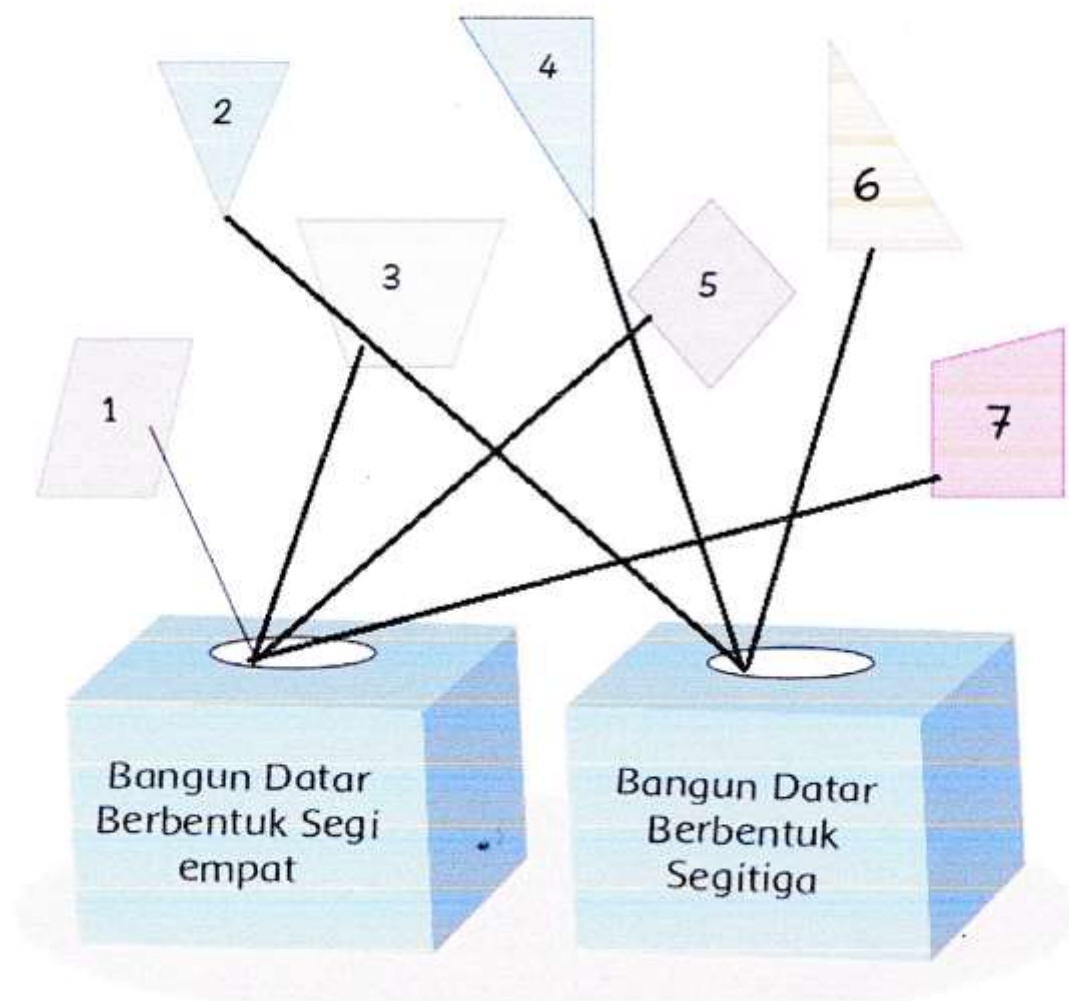 4
2
6
3
5
1
7
Bangun Datar
Berbentuk Segi
empat
Bangun Datar
Berbentuk
Segitiga